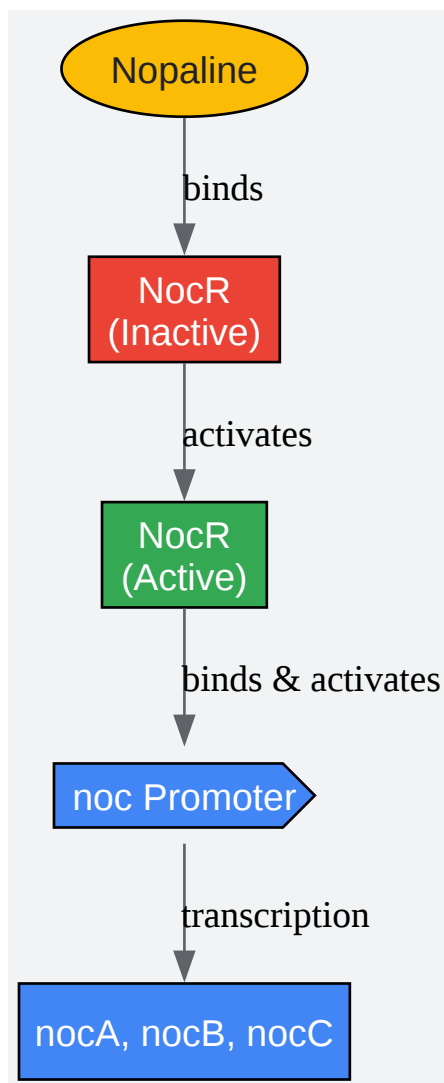 Nopaline
binds
NocR
(Inactive)
activates
NocR
(Active)
binds & activates
noc Promoter
transcription
nocA, nocB, nocC